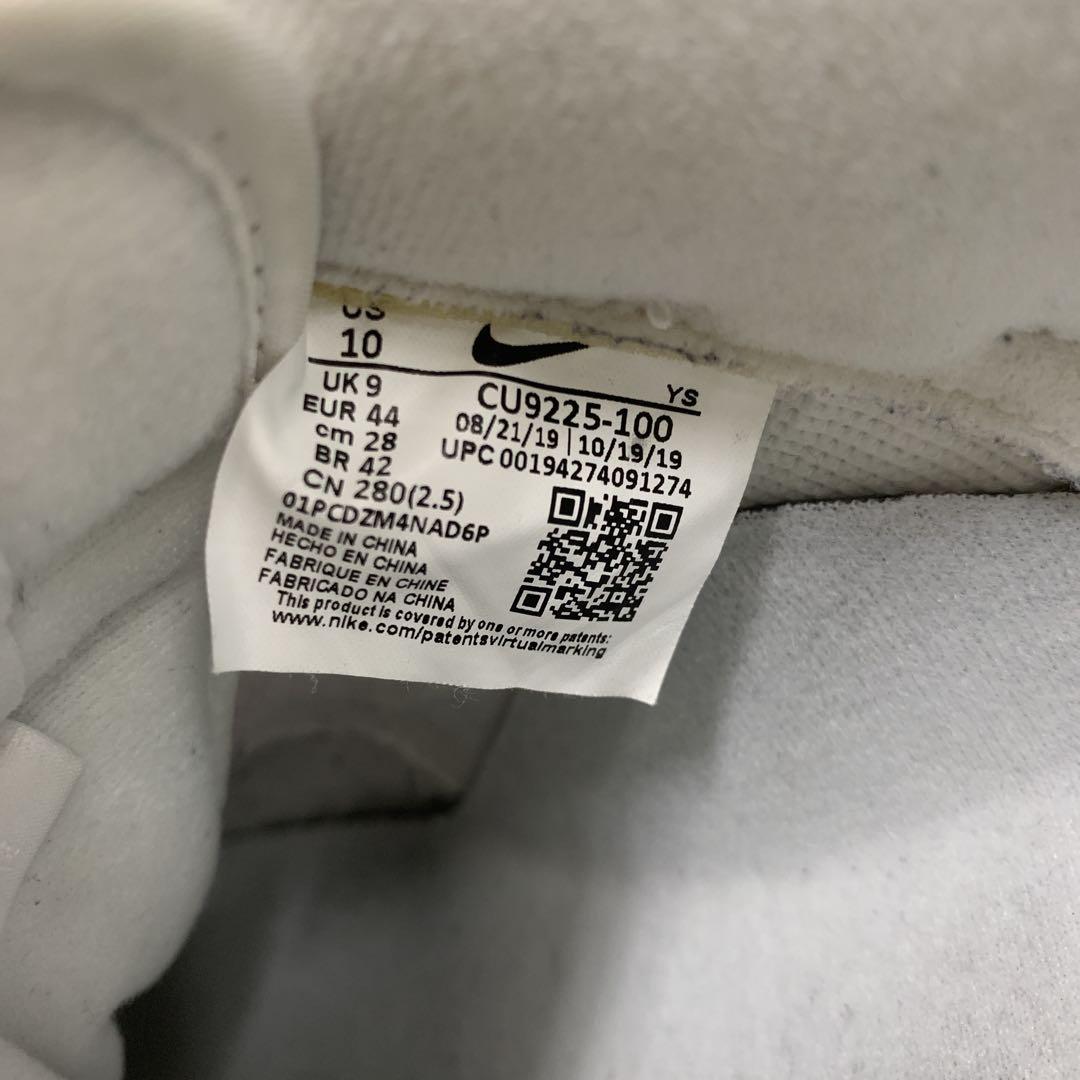 US
10
UK 9
EUR 44
cm 28
BR 42
CN 280(2.5)
01PCDZM4NAD6P
MADE IN CHINA
HECHO EN CHINA
FABRIQUE EN CHINE
FABRICADO NA CHINA
This product is covered by one or more patents:
www.nike.com/patentsvirtualmarking
YS
CU9225-100
08/21/19 | 10/19/19
UPC 00194274091274